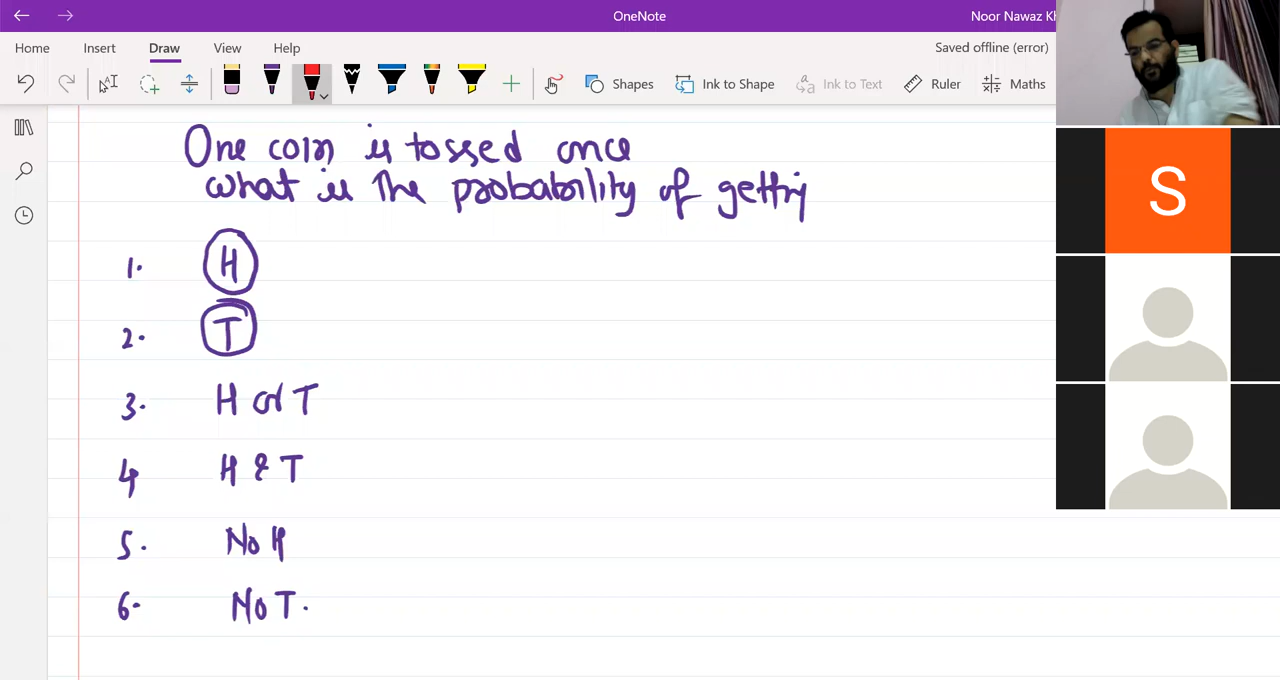 OneNote
Noor Nawaz Kh
Home Insert Draw View Help
Saved offline (error)
Shapes Ink to Shape Ink to Text Ruler Maths
One coin is tossed once
what is the probability of getting
1. H
2. T
3. H or T
4 H & T
5. No H
6. No T.
S